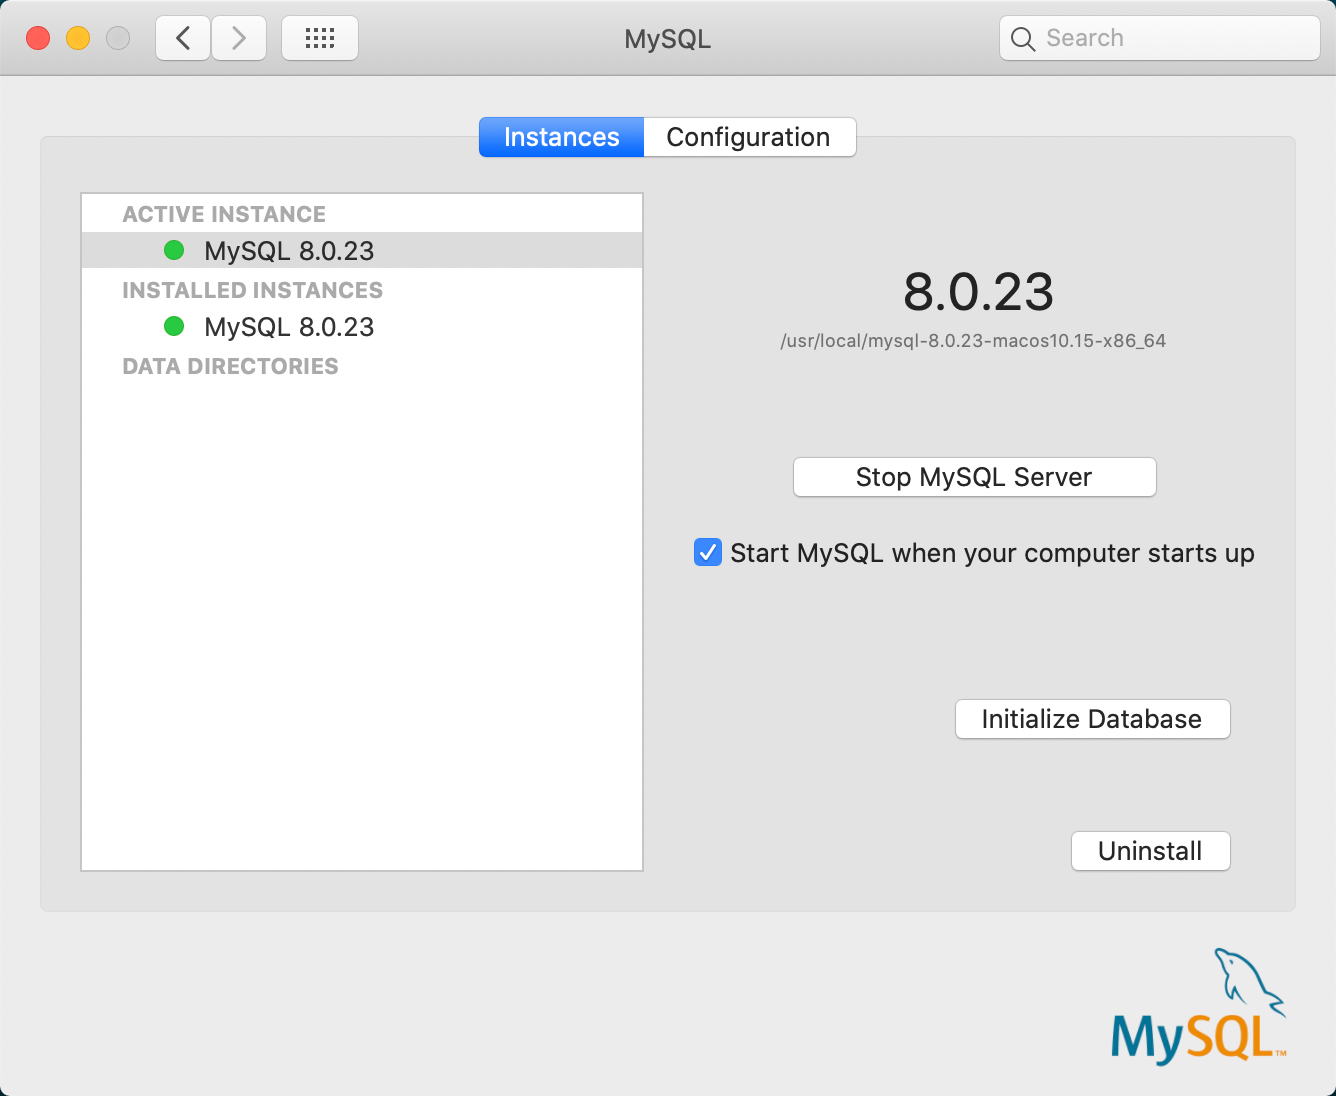 MySQL
Search
Instances
Configuration
ACTIVE INSTANCE
MySQL 8.0.23
INSTALLED INSTANCES
MySQL 8.0.23
DATA DIRECTORIES
8.0.23
/usr/local/mysql-8.0.23-macos10.15-x86_64
Stop MySQL Server
Start MySQL when your computer starts up
Initialize Database
Uninstall
MySQL™